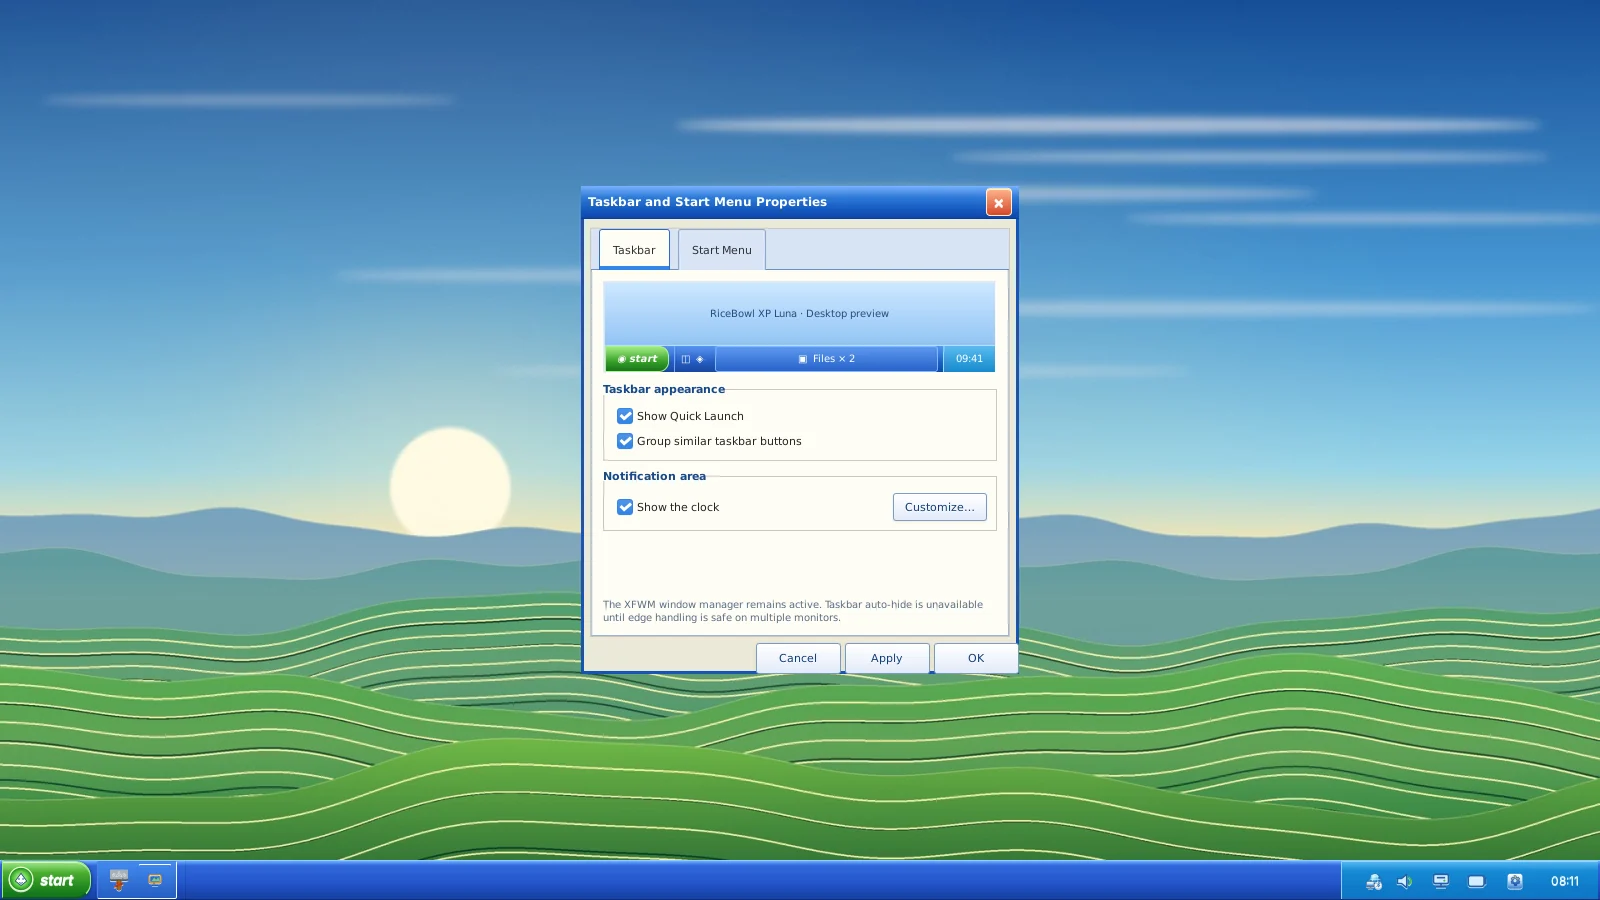 Taskbar and Start Menu Properties
Taskbar
Start Menu
RiceBowl XP Luna · Desktop preview
start
Files × 2
09:41
Taskbar appearance
Show Quick Launch
Group similar taskbar buttons
Notification area
Show the clock
Customize...
The XFWM window manager remains active. Taskbar auto-hide is unavailable
until edge handling is safe on multiple monitors.
Cancel
Apply
OK
start
08:11